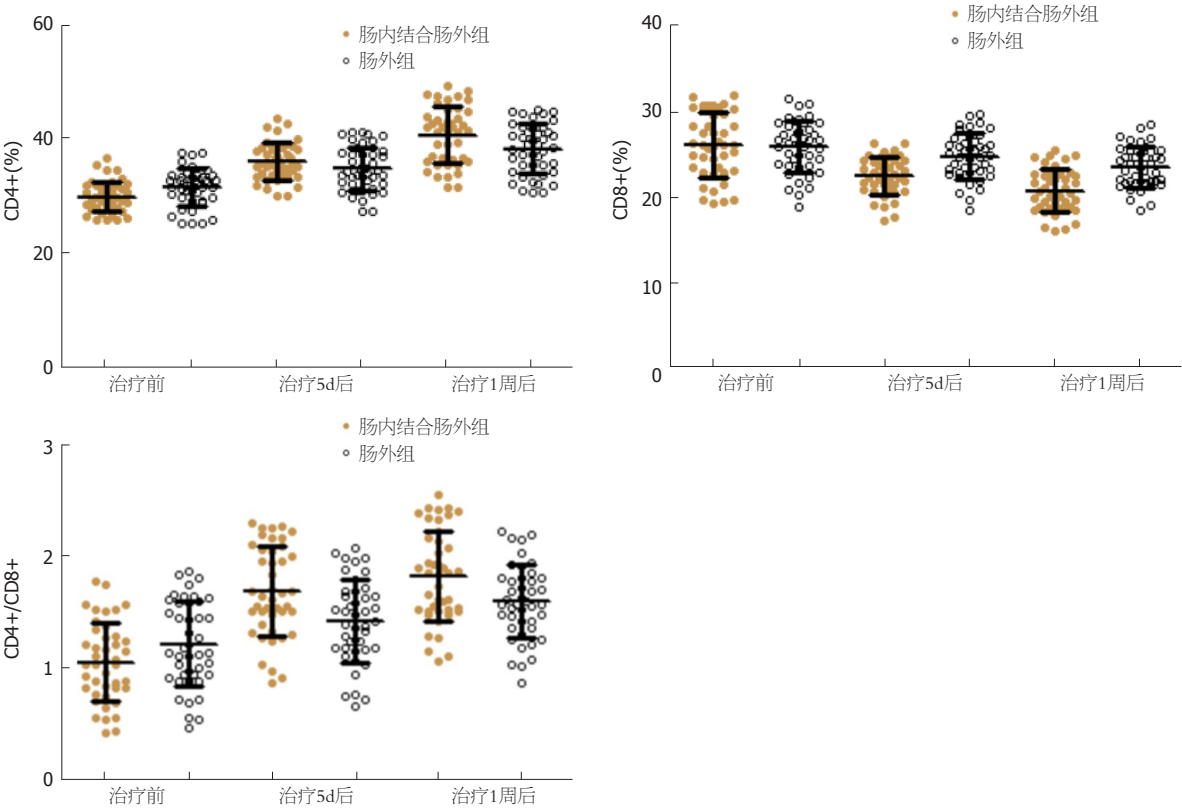 60
40
20
0
CD4+(%)
肠内结合肠外组
肠外组
治疗前
治疗5d后
治疗1周后
40
30
20
10
0
CD8+(%)
肠内结合肠外组
肠外组
治疗前
治疗5d后
治疗1周后
3
2
1
0
CD4+/CD8+
肠内结合肠外组
肠外组
治疗前
治疗5d后
治疗1周后